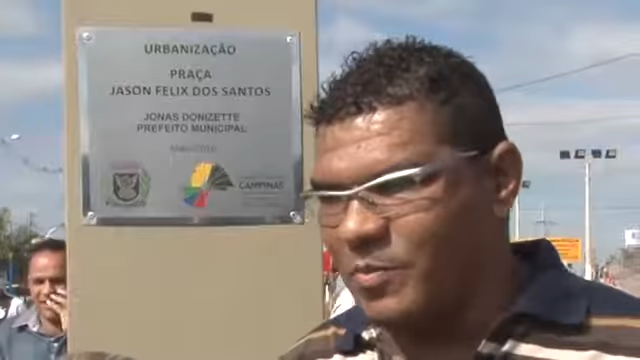 URBANIZAÇÃO
PRAÇA
JASON FELIX DOS SANTOS
JONAS DONIZETTE
PREFEITO MUNICIPAL
CAMPINAS